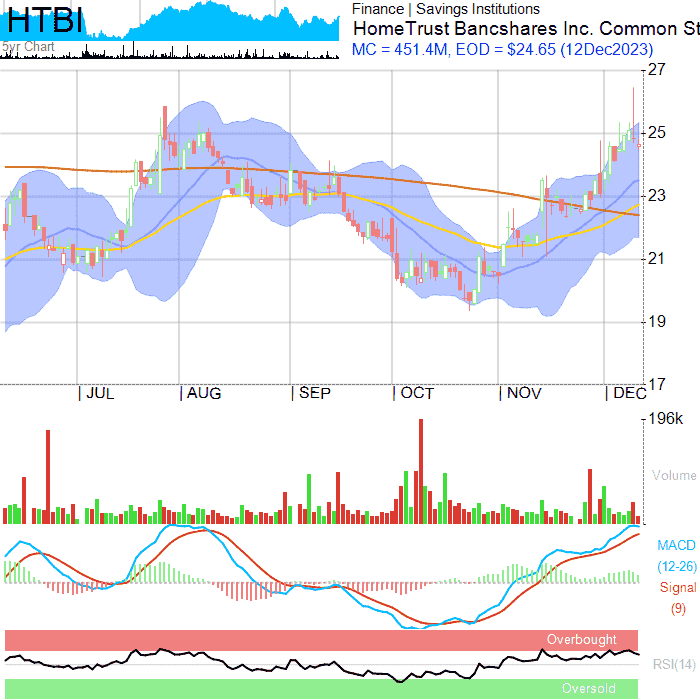 HTBI
5yr Chart
Finance | Savings Institutions
HomeTrust Bancshares Inc. Common St
MC = 451.4M, EOD = $24.65 (12Dec2023)
27
25
23
21
19
17
| JUL | AUG | SEP | OCT | NOV | DEC
196k
Volume
MACD
(12-26)
Signal
(9)
Overbought
RSI(14)
Oversold